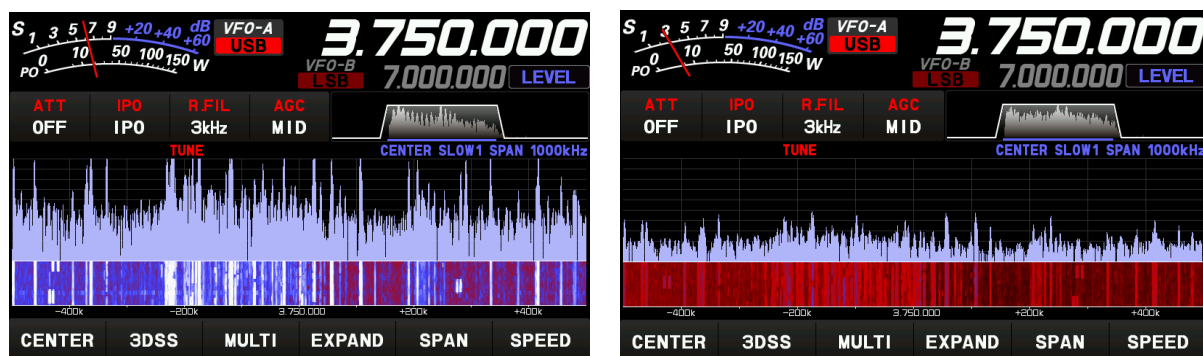 S 1 3 5 7 9 +20 +40 +60 dB
PO 0 10 50 100 150 W
VFO-A
USB
3.750.000
VFO-B
LSB
7.000.000
LEVEL
ATT IPO R.FIL AGC
OFF IPO 3kHz MID
TUNE
CENTER SLOW1 SPAN 1000kHz
-400k -200k 3.750.000 +200k +400k
CENTER 3DSS MULTI EXPAND SPAN SPEED
S 1 3 5 7 9 +20 +40 +60 dB
PO 0 10 50 100 150 W
VFO-A
USB
3.750.000
VFO-B
LSB
7.000.000
LEVEL
ATT IPO R.FIL AGC
OFF IPO 3kHz MID
TUNE
CENTER SLOW1 SPAN 1000kHz
-400k -200k 3.750.000 +200k +400k
CENTER 3DSS MULTI EXPAND SPAN SPEED